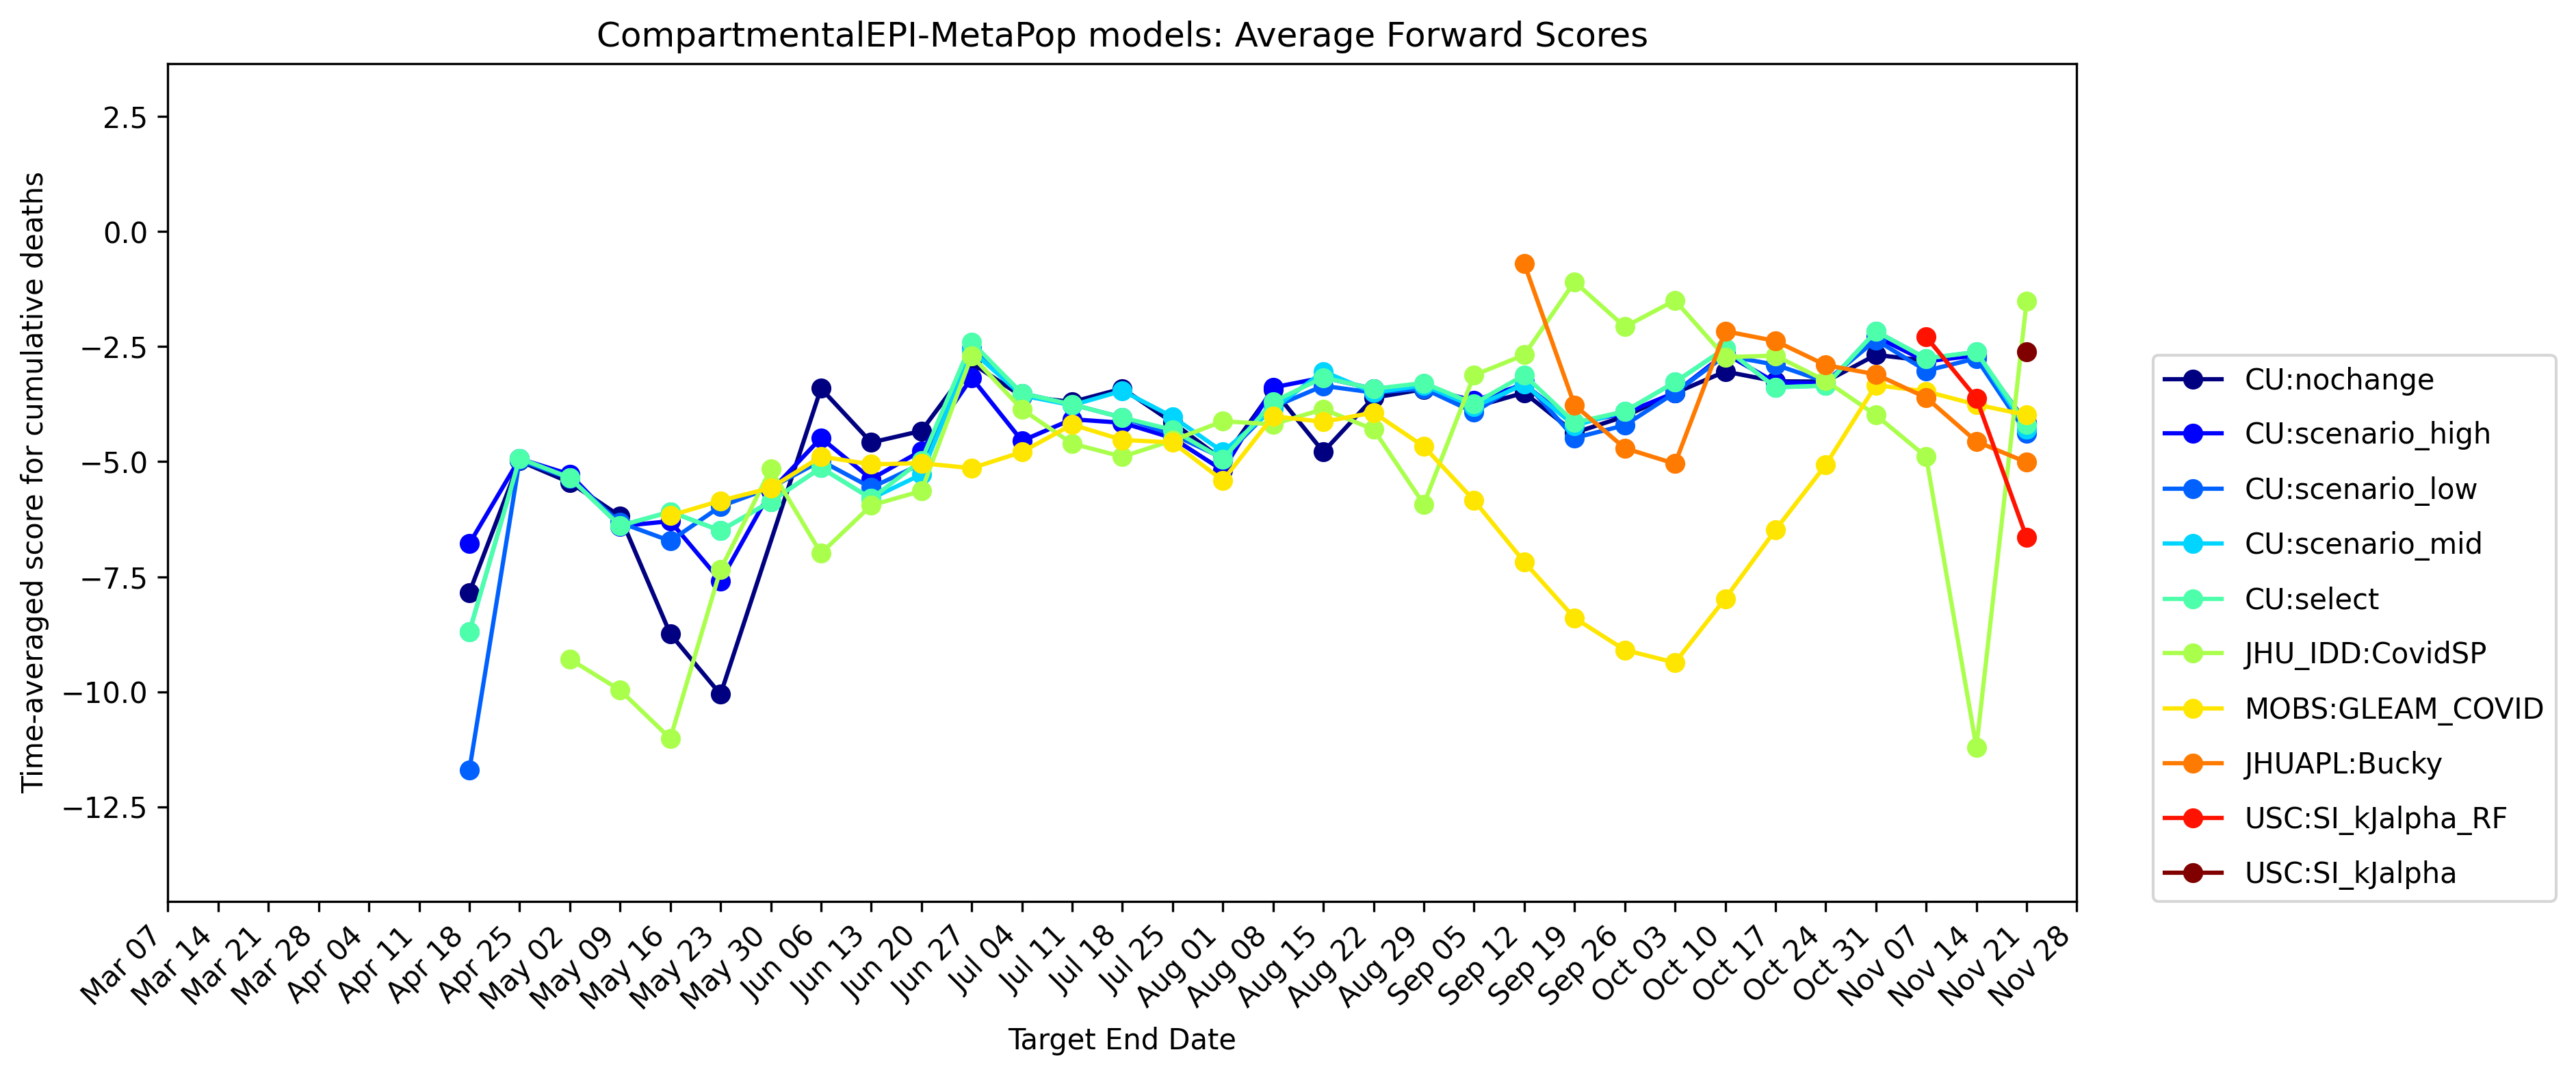 CompartmentalEPI-MetaPop models: Average Forward Scores
Time-averaged score for cumulative deaths
2.5
0.0
−2.5
−5.0
−7.5
−10.0
−12.5
Mar 07
Mar 14
Mar 21
Mar 28
Apr 04
Apr 11
Apr 18
Apr 25
May 02
May 09
May 16
May 23
May 30
Jun 06
Jun 13
Jun 20
Jun 27
Jul 04
Jul 11
Jul 18
Jul 25
Aug 01
Aug 08
Aug 15
Aug 22
Aug 29
Sep 05
Sep 12
Sep 19
Sep 26
Oct 03
Oct 10
Oct 17
Oct 24
Oct 31
Nov 07
Nov 14
Nov 21
Nov 28
Target End Date
CU:nochange
CU:scenario_high
CU:scenario_low
CU:scenario_mid
CU:select
JHU_IDD:CovidSP
MOBS:GLEAM_COVID
JHUAPL:Bucky
USC:SI_kJalpha_RF
USC:SI_kJalpha